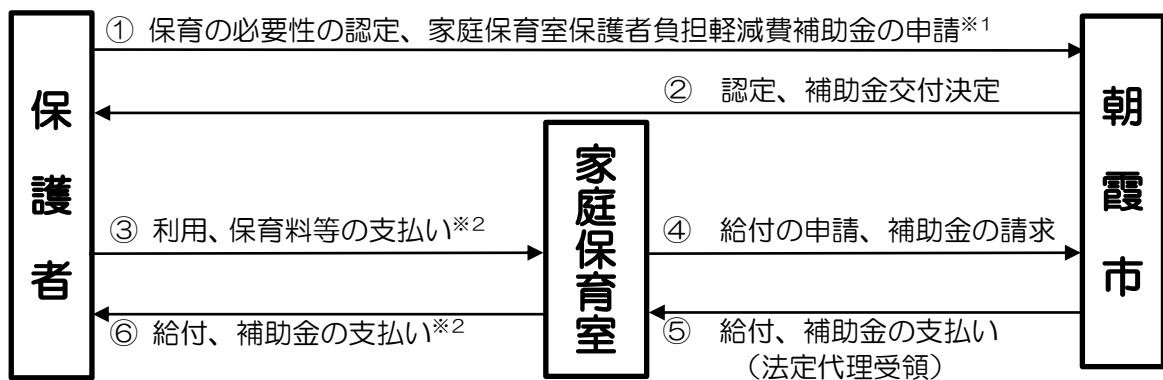 ① 保育の必要性の認定、家庭保育室保護者負担軽減費補助金の申請※1
② 認定、補助金交付決定
保護者
家庭保育室
朝霞市
③ 利用、保育料等の支払い※2
④ 給付の申請、補助金の請求
⑥ 給付、補助金の支払い※2
⑤ 給付、補助金の支払い
（法定代理受領）